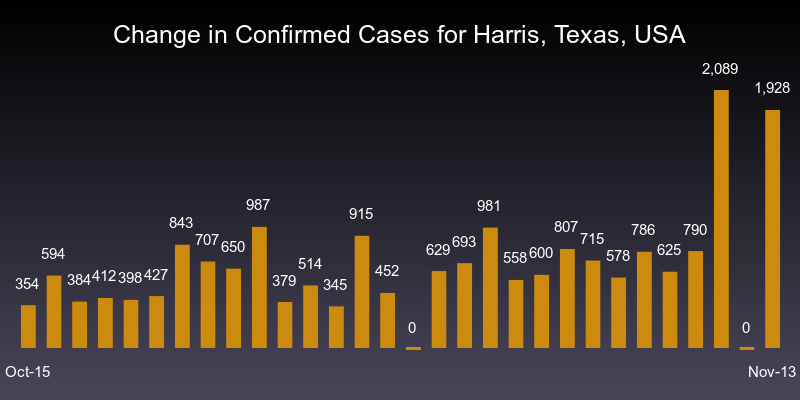 Change in Confirmed Cases for Harris, Texas, USA
354 594 384 412 398 427 843 707 650 987 379 514 345 915 452 0 629 693 981 558 600 807 715 578 786 625 790 2,089 0 1,928
Oct-15 Nov-13